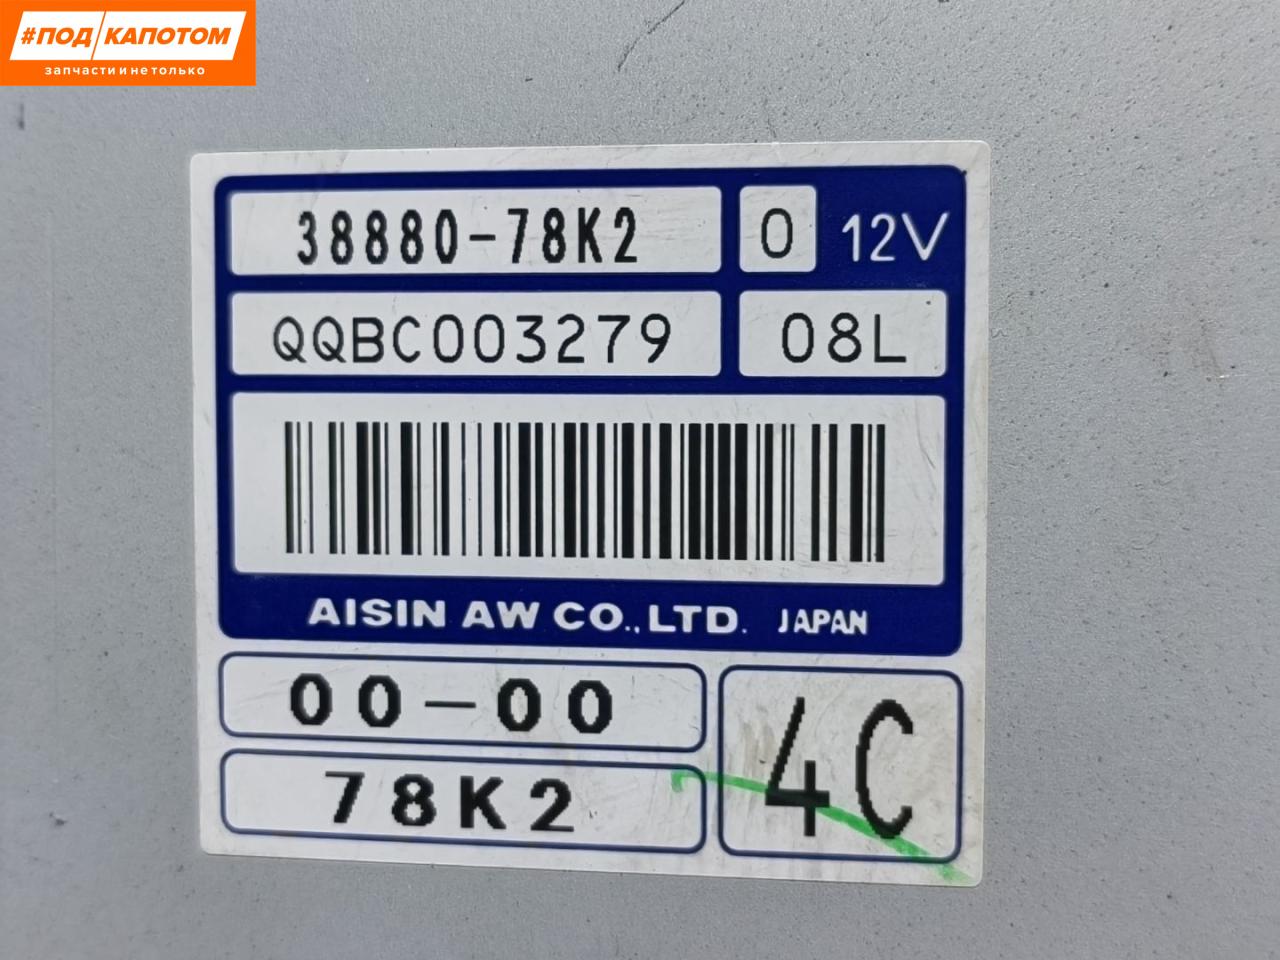 #ПОД/КАПОТОМ
запчасти и не только
38880-78K2 0 12V
QQBC003279 08L
AISIN AW CO.,LTD. JAPAN
00-00
78K2
4C